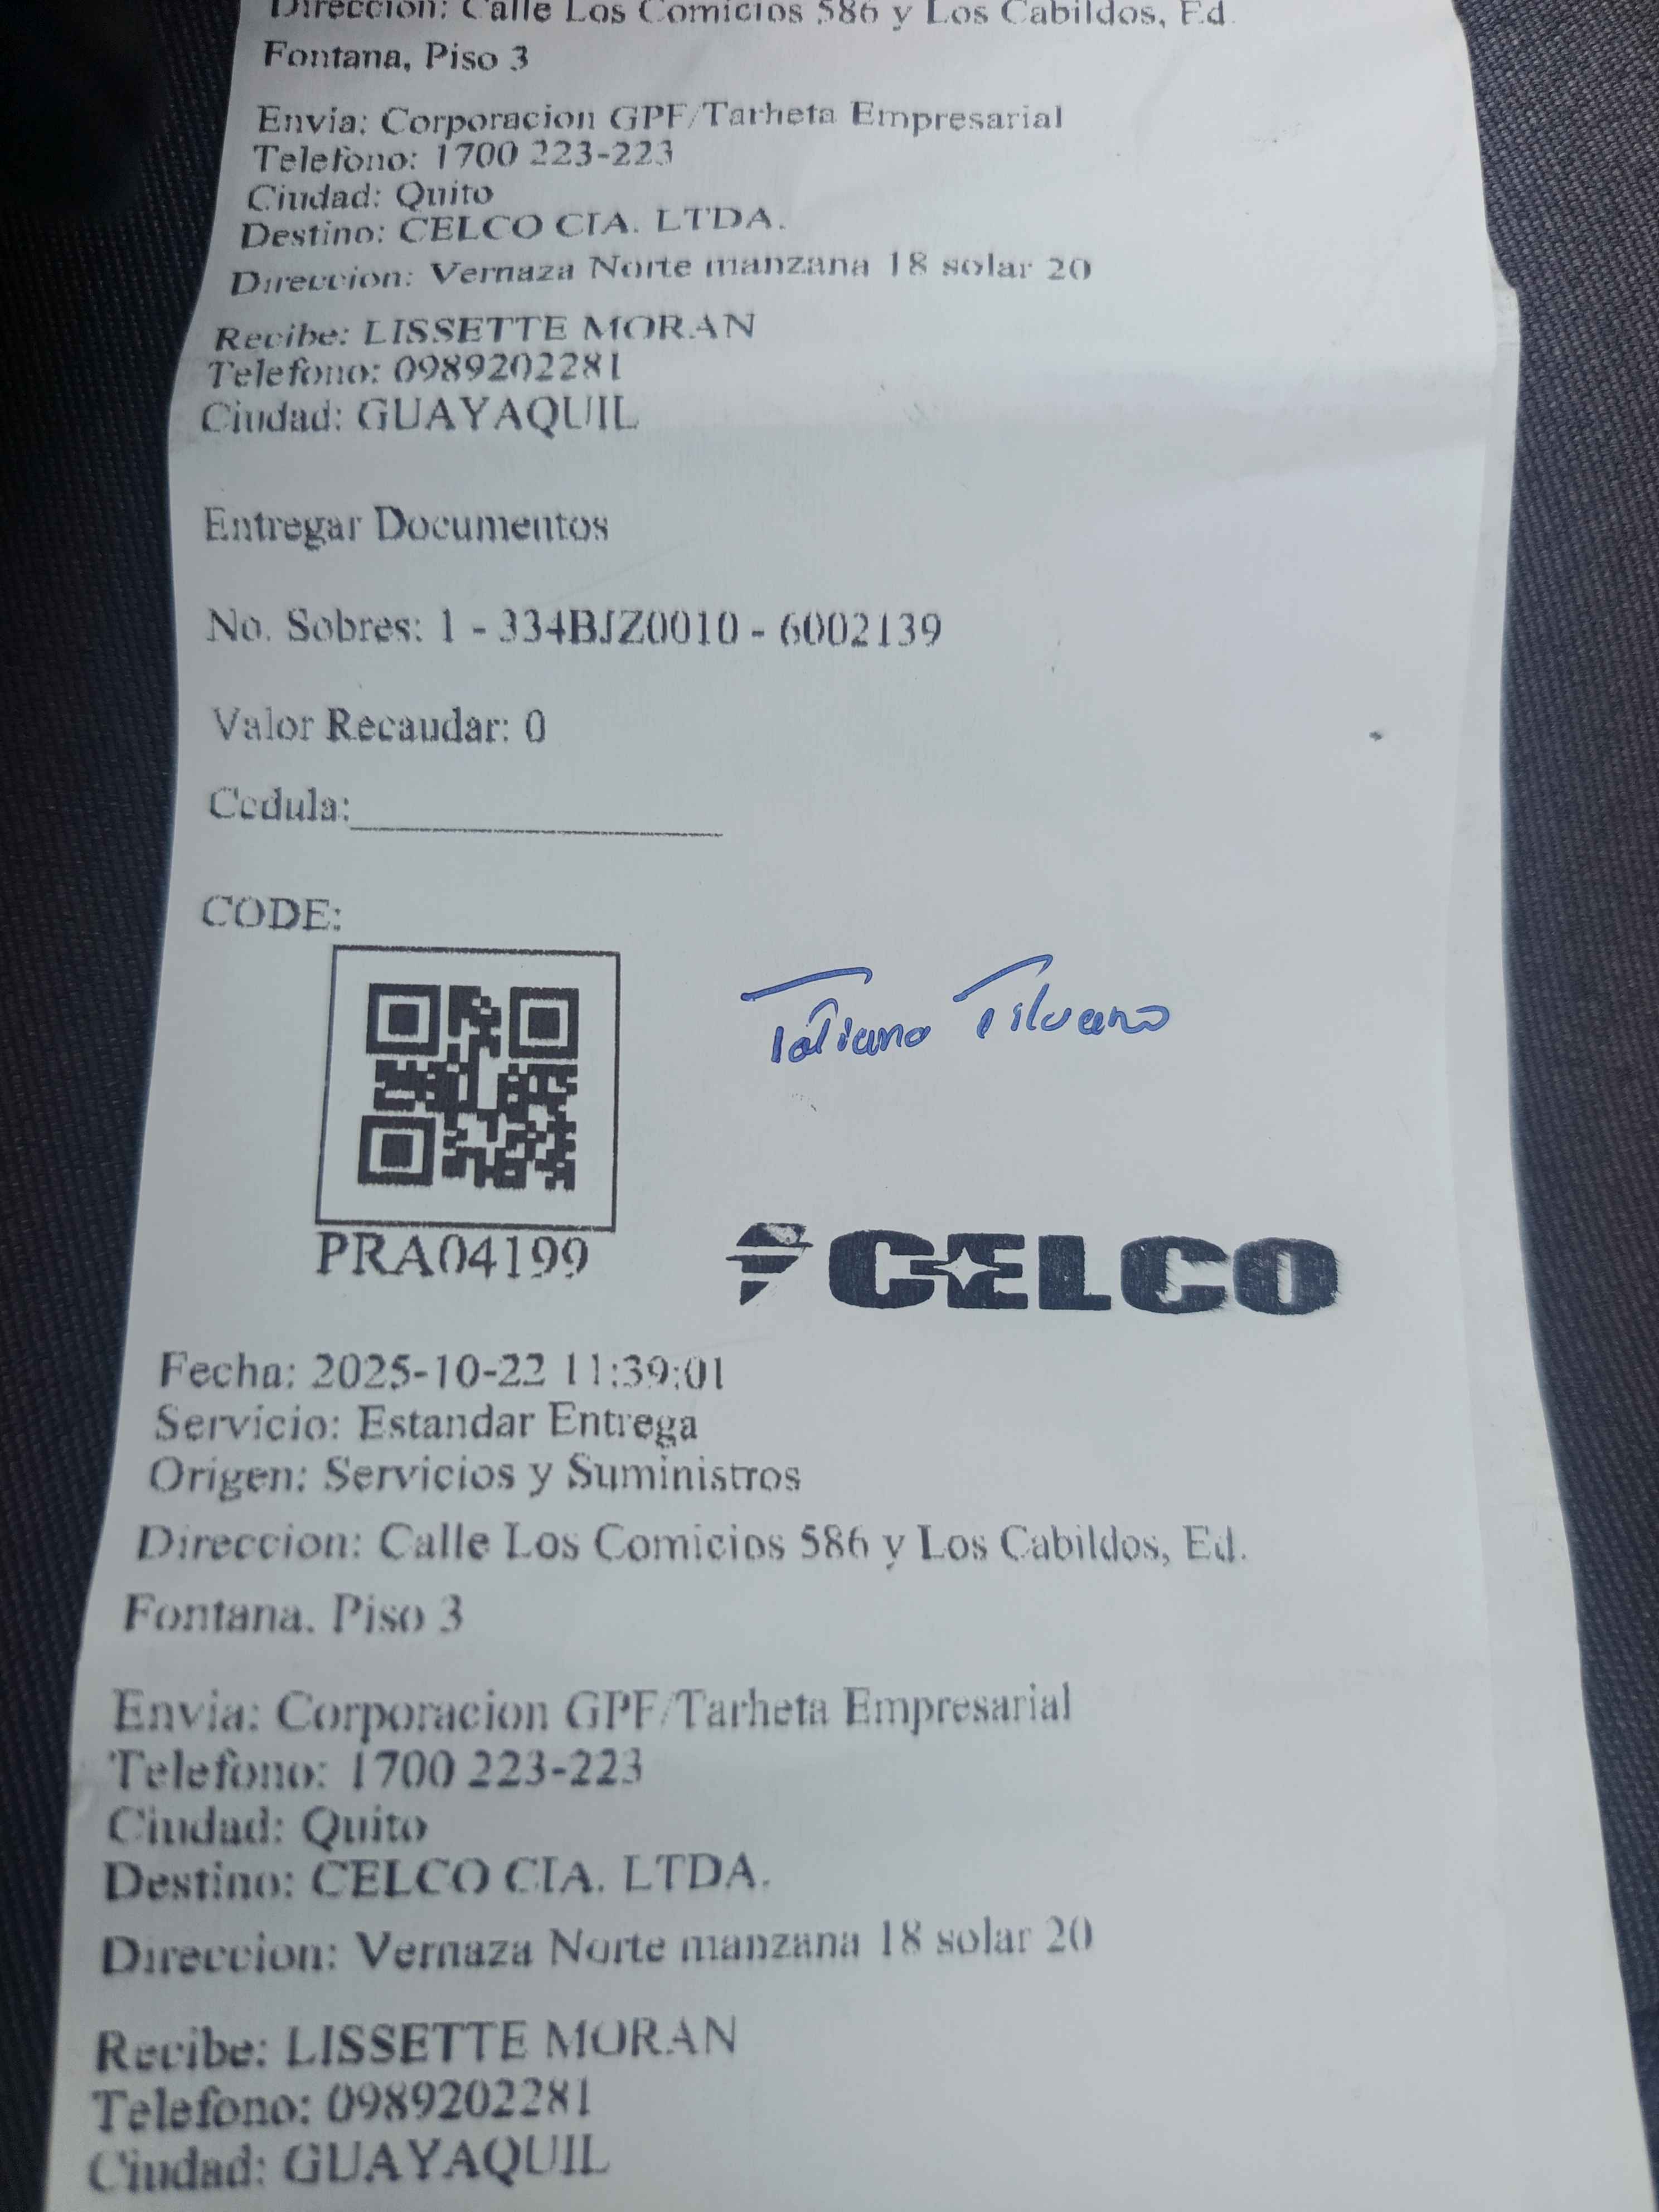 Direccion: Calle Los Comicios 586 y Los Cabildos, Ed.
Fontana, Piso 3
Envia: Corporacion GPF/Tarheta Empresarial
Telefono: 1700 223-223
Ciudad: Quito
Destino: CELCO CIA. LTDA.
Direccion: Vernaza Norte manzana 18 solar 20
Recibe: LISSETTE MORAN
Telefono: 0989202281
Ciudad: GUAYAQUIL
Entregar Documentos
No. Sobres: 1 - 334BJZ0010 - 6002139
Valor Recaudar: 0
Cedula:
CODE:
Tatiana
PRA04199
CELCO
Fecha: 2025-10-22 11:39:01
Servicio: Estandar Entrega
Origen: Servicios y Suministros
Direccion: Calle Los Comicios 586 y Los Cabildos, Ed.
Fontana, Piso 3
Envia: Corporacion GPF/Tarheta Empresarial
Telefono: 1700 223-223
Ciudad: Quito
Destino: CELCO CIA. LTDA.
Direccion: Vernaza Norte manzana 18 solar 20
Recibe: LISSETTE MORAN
Telefono: 0989202281
Ciudad: GUAYAQUIL